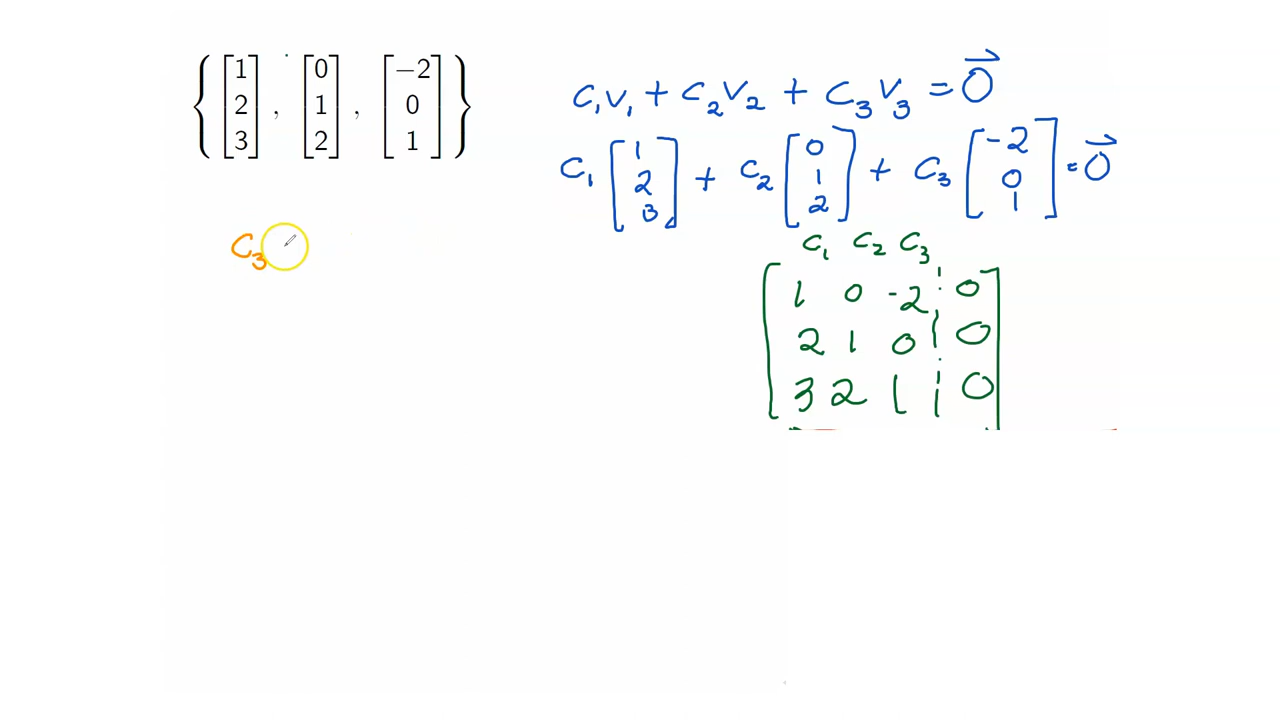 { [1 2 3], [0 1 2], [-2 0 1] }
C₁V₁ + C₂V₂ + C₃V₃ = 0⃗
C₁ [1 2 3] + C₂ [0 1 2] + C₃ [-2 0 1] = 0⃗
C₃
C₁ C₂ C₃
1 0 -2 | 0
2 1 0 | 0
3 2 1 | 0